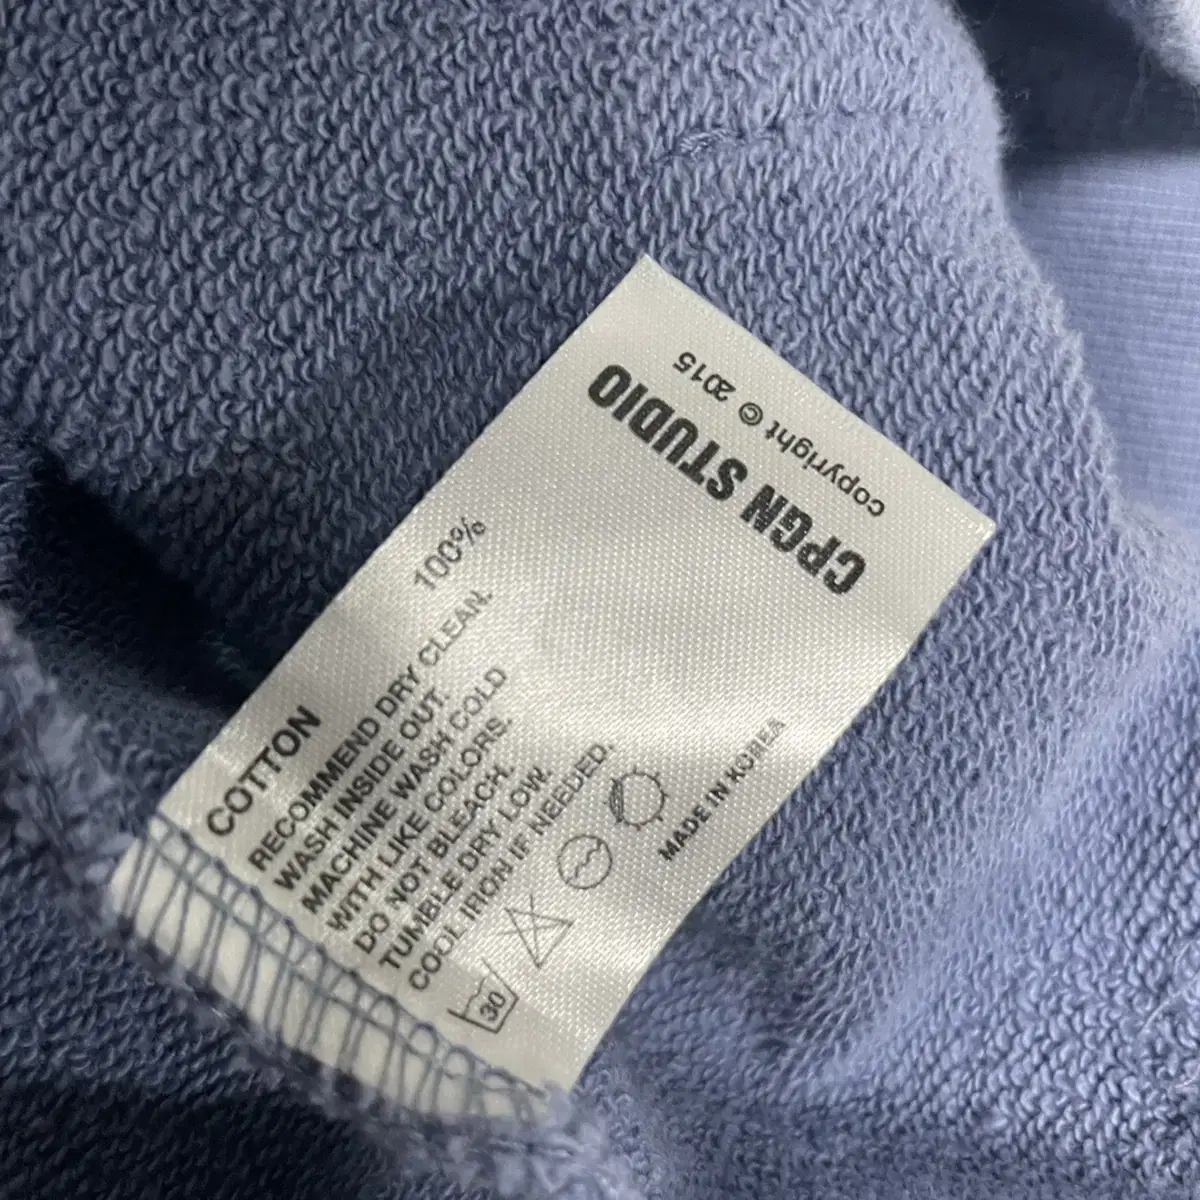 CPGN STUDIO
copyright © 2015
COTTON 100%
RECOMMEND DRY CLEAN.
WASH INSIDE OUT.
MACHINE WASH COLD
WITH LIKE COLORS.
DO NOT BLEACH.
TUMBLE DRY LOW.
COOL IRON IF NEEDED.
30
MADE IN KOREA